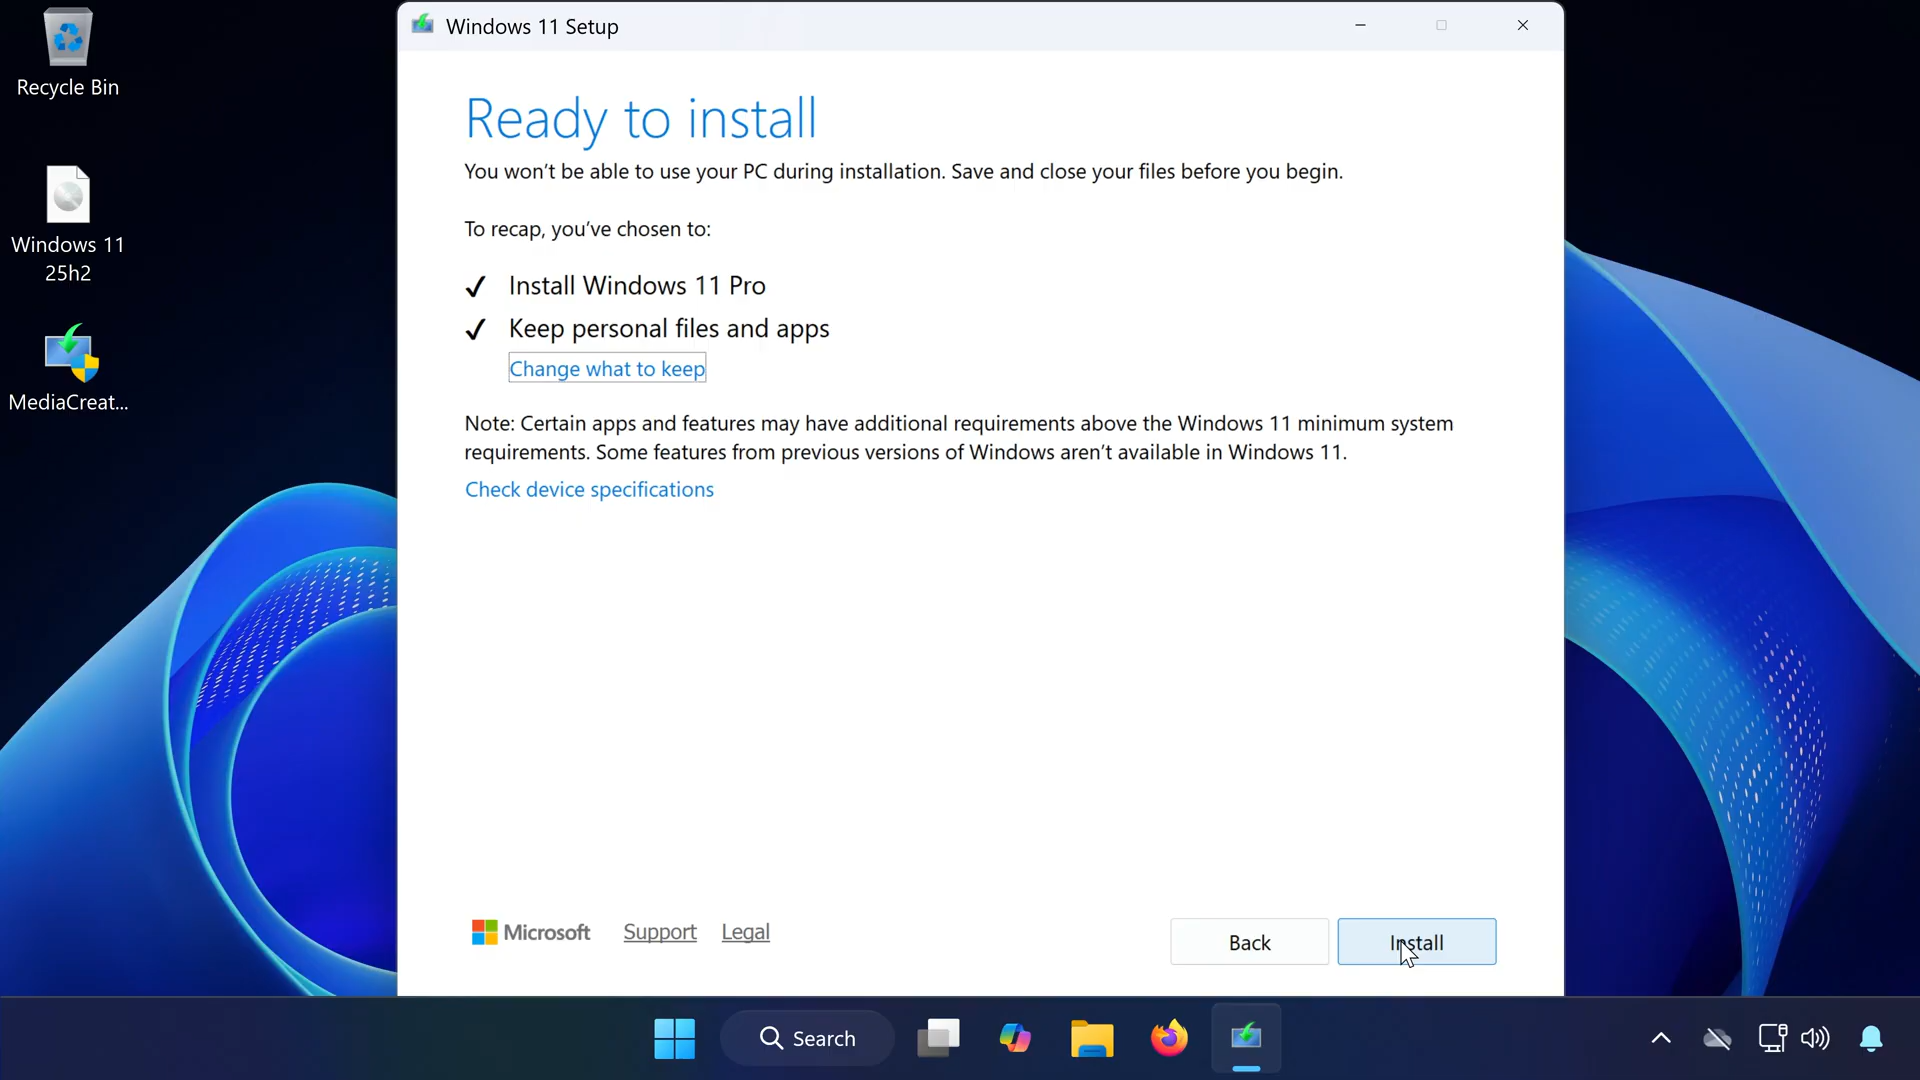 Recycle Bin
Windows 11
25h2
MediaCreat...
Windows 11 Setup
Ready to install
You won't be able to use your PC during installation. Save and close your files before you begin.
To recap, you've chosen to:
Install Windows 11 Pro
Keep personal files and apps
Change what to keep
Note: Certain apps and features may have additional requirements above the Windows 11 minimum system
requirements. Some features from previous versions of Windows aren't available in Windows 11.
Check device specifications
Microsoft Support Legal
Back Install
Search